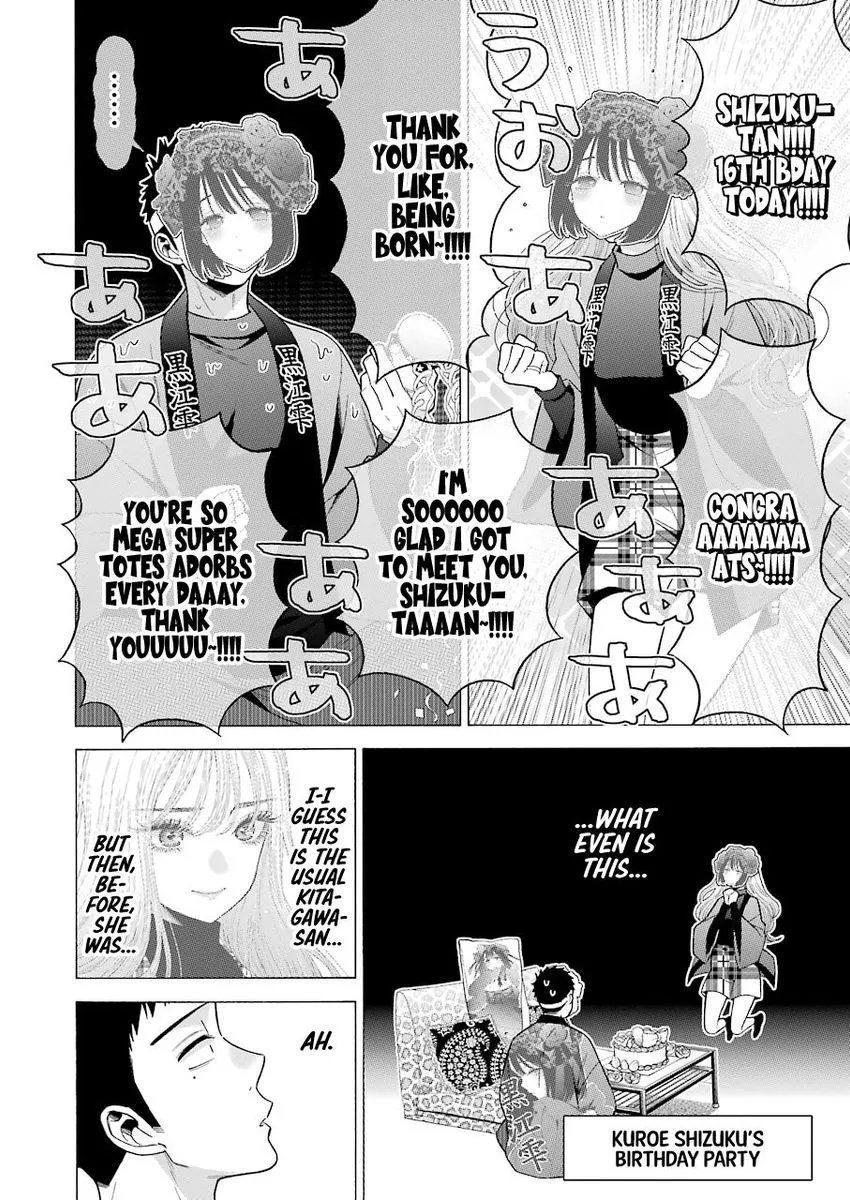 SHIZUKU-
TAN!!!!
16TH BDAY
TODAY!!!!
うお
あ
あ
あ
CONGRA
AAAAAAA
ATS~!!!!
THANK
YOU FOR,
LIKE,
BEING
BORN~!!!!
I'M
SOOOOOO
GLAD I GOT
TO MEET YOU,
SHIZUKU-
TAAAAN~!!!!
あ
あ
あ
あ
あ
YOU'RE SO
MEGA SUPER
TOTES ADORBS
EVERY DAAAY,
THANK
YOUUUUU~!!!!
......
黒江雫
黒江雫
黒江雫
黒江雫
...WHAT
EVEN IS
THIS...
黒江雫
KUROE SHIZUKU'S
BIRTHDAY PARTY
I-I
GUESS
THIS
IS THE
USUAL
KITA-
GAWA-
SAN...
BUT
THEN,
BE-
FORE,
SHE
WAS...
AH.